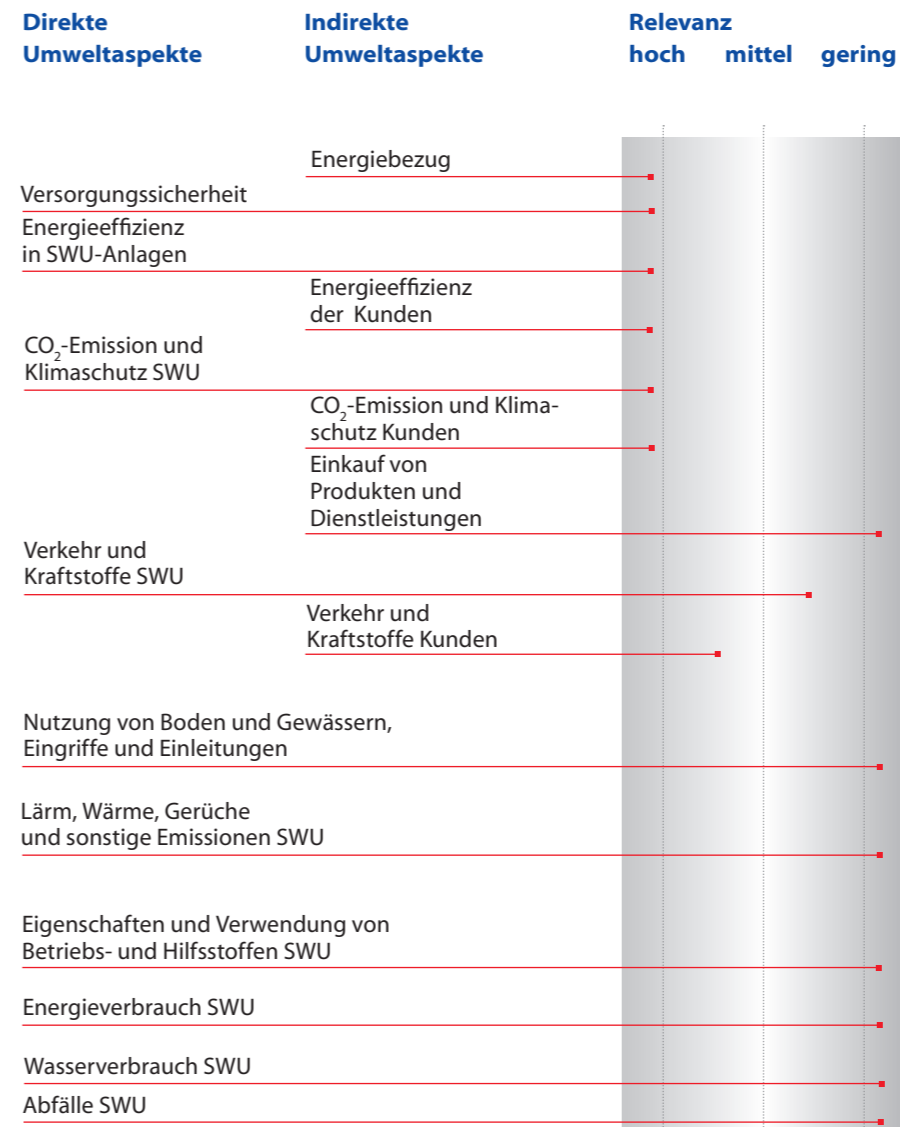 Direkte
Umweltaspekte
Indirekte
Umweltaspekte
Relevanz
hoch mittel gering
Energiebezug
Versorgungssicherheit
Energieeffizienz
in SWU-Anlagen
Energieeffizienz
der Kunden
CO₂-Emission und
Klimaschutz SWU
CO₂-Emission und Klima-
schutz Kunden
Einkauf von
Produkten und
Dienstleistungen
Verkehr und
Kraftstoffe SWU
Verkehr und
Kraftstoffe Kunden
Nutzung von Boden und Gewässern,
Eingriffe und Einleitungen
Lärm, Wärme, Gerüche
und sonstige Emissionen SWU
Eigenschaften und Verwendung von
Betriebs- und Hilfsstoffen SWU
Energieverbrauch SWU
Wasserverbrauch SWU
Abfälle SWU